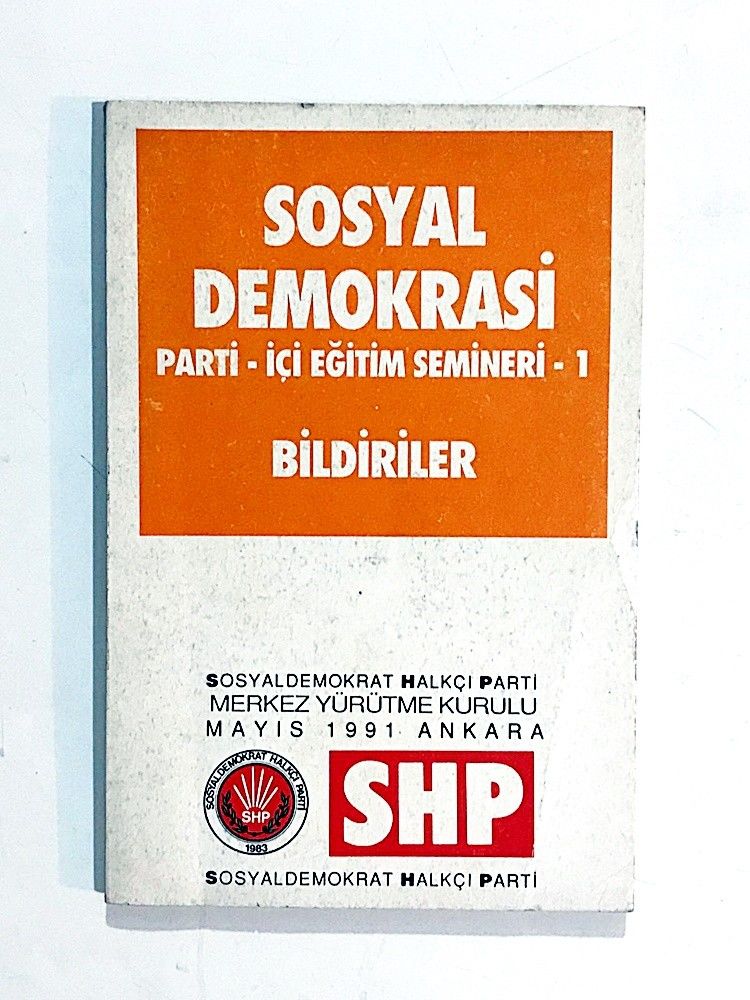 SOSYAL
DEMOKRASİ
PARTİ - İÇİ EĞİTİM SEMİNERİ - 1
BİLDİRİLER
SOSYALDEMOKRAT HALKÇI PARTİ
MERKEZ YÜRÜTME KURULU
MAYIS 1991 ANKARA
SOSYALDEMOKRAT HALKÇI PARTİ
SHP
1983
SHP
SOSYALDEMOKRAT HALKÇI PARTİ